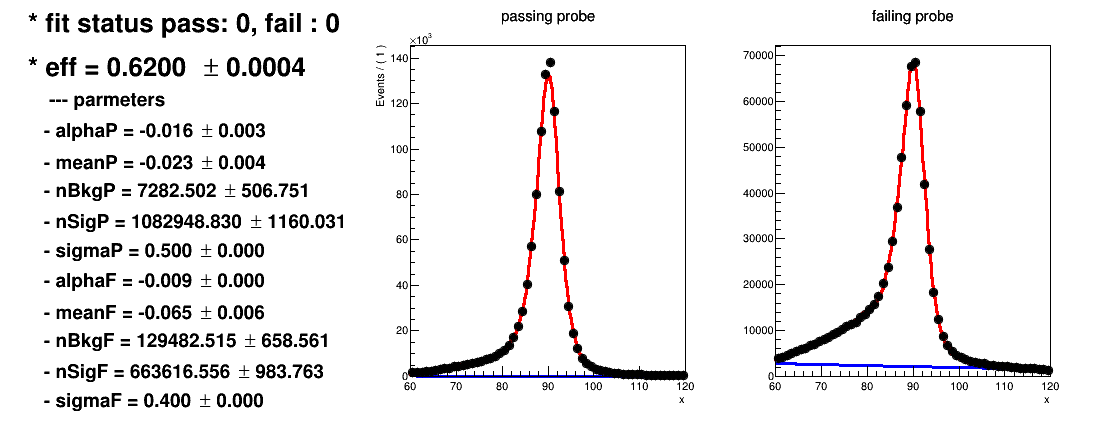 * fit status pass: 0, fail : 0
* eff = 0.6200 ± 0.0004
--- parmeters
- alphaP = -0.016 ± 0.003
- meanP = -0.023 ± 0.004
- nBkgP = 7282.502 ± 506.751
- nSigP = 1082948.830 ± 1160.031
- sigmaP = 0.500 ± 0.000
- alphaF = -0.009 ± 0.000
- meanF = -0.065 ± 0.006
- nBkgF = 129482.515 ± 658.561
- nSigF = 663616.556 ± 983.763
- sigmaF = 0.400 ± 0.000
passing probe
×10³
Events / ( 1 )
140
120
100
80
60
40
20
0
60 70 80 90 100 110 120
x
failing probe
70000
60000
50000
40000
30000
20000
10000
0
60 70 80 90 100 110 120
x